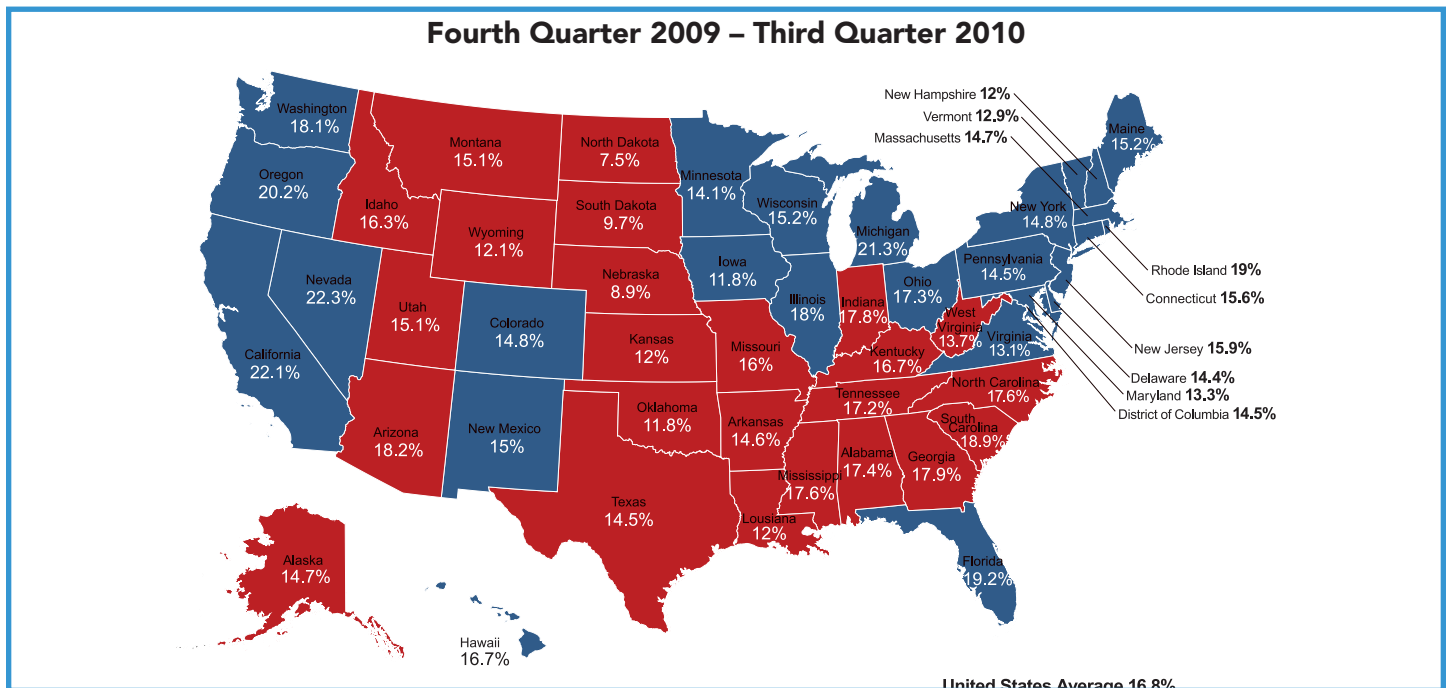 Fourth Quarter 2009 – Third Quarter 2010
Washington
18.1%
Oregon
20.2%
California
22.1%
Nevada
22.3%
Idaho
16.3%
Montana
15.1%
Wyoming
12.1%
Utah
15.1%
Arizona
18.2%
Colorado
14.8%
New Mexico
15%
North Dakota
7.5%
South Dakota
9.7%
Nebraska
8.9%
Kansas
12%
Oklahoma
11.8%
Texas
14.5%
Minnesota
14.1%
Iowa
11.8%
Missouri
16%
Arkansas
14.6%
Lousiana
12%
Wisconsin
15.2%
Illinois
18%
Michigan
21.3%
Indiana
17.8%
Ohio
17.3%
Kentucky
16.7%
Tennessee
17.2%
Mississippi
17.6%
Alabama
17.4%
Georgia
17.9%
Florida
19.2%
South
Carolina
18.9%
North Carolina
17.6%
West
Virginia
13.7%
Virginia
13.1%
Pennsylvania
14.5%
New York
14.8%
Maine
15.2%
New Hampshire 12%
Vermont 12.9%
Massachusetts 14.7%
Rhode Island 19%
Connecticut 15.6%
New Jersey 15.9%
Delaware 14.4%
Maryland 13.3%
District of Columbia 14.5%
Alaska
14.7%
Hawaii
16.7%
United States Average 16.8%